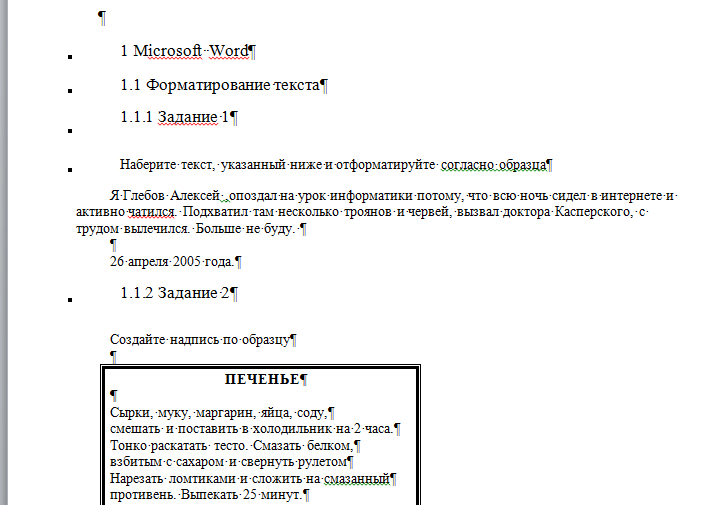 1 Microsoft Word
1.1 Форматирование текста
1.1.1 Задание 1
Наберите текст, указанный ниже и отформатируйте согласно образца
Я Глебов Алексей ,опоздал на урок информатики потому, что всю ночь сидел в интернете и
активно чатился. Подхватил там несколько троянов и червей, вызвал доктора Касперского, с
трудом вылечился. Больше не буду.
26 апреля 2005 года.
1.1.2 Задание 2
Создайте надпись по образцу
ПЕЧЕНЬЕ
Сырки, муку, маргарин, яйца, соду,
смешать и поставить в холодильник на 2 часа.
Тонко раскатать тесто. Смазать белком,
взбитым с сахаром и свернуть рулетом
Нарезать ломтиками и сложить на смазанный
противень. Выпекать 25 минут.